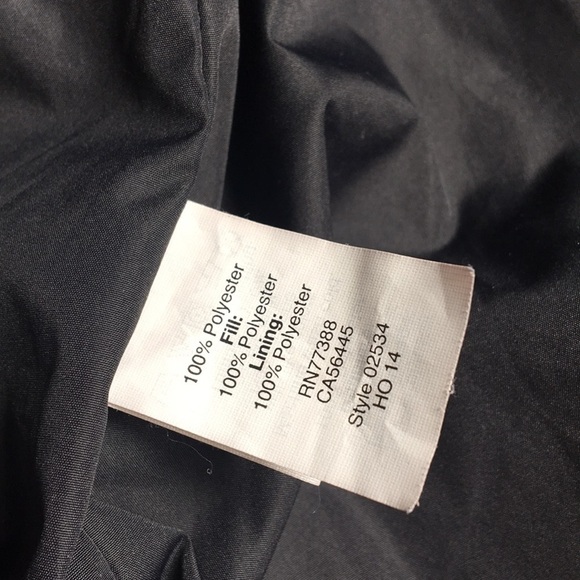 100% Polyester
Fill:
100% Polyester
Lining:
100% Polyester
RN77388
CA56445
Style 02534
HO 14